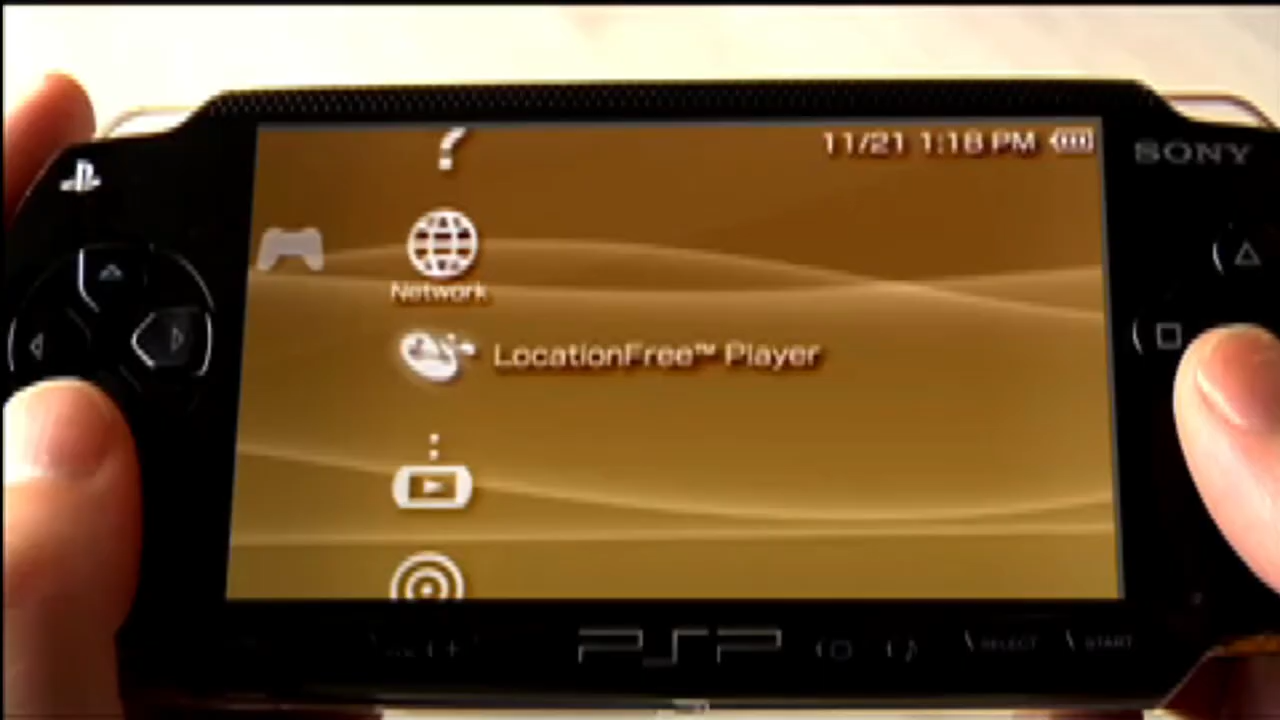 11/21 1:18 PM
SONY
Network
LocationFree™ Player
PSP
SELECT
START